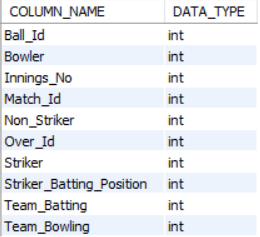 COLUMN_NAME DATA_TYPE
Ball_Id int
Bowler int
Innings_No int
Match_Id int
Non_Striker int
Over_Id int
Striker int
Striker_Batting_Position int
Team_Batting int
Team_Bowling int